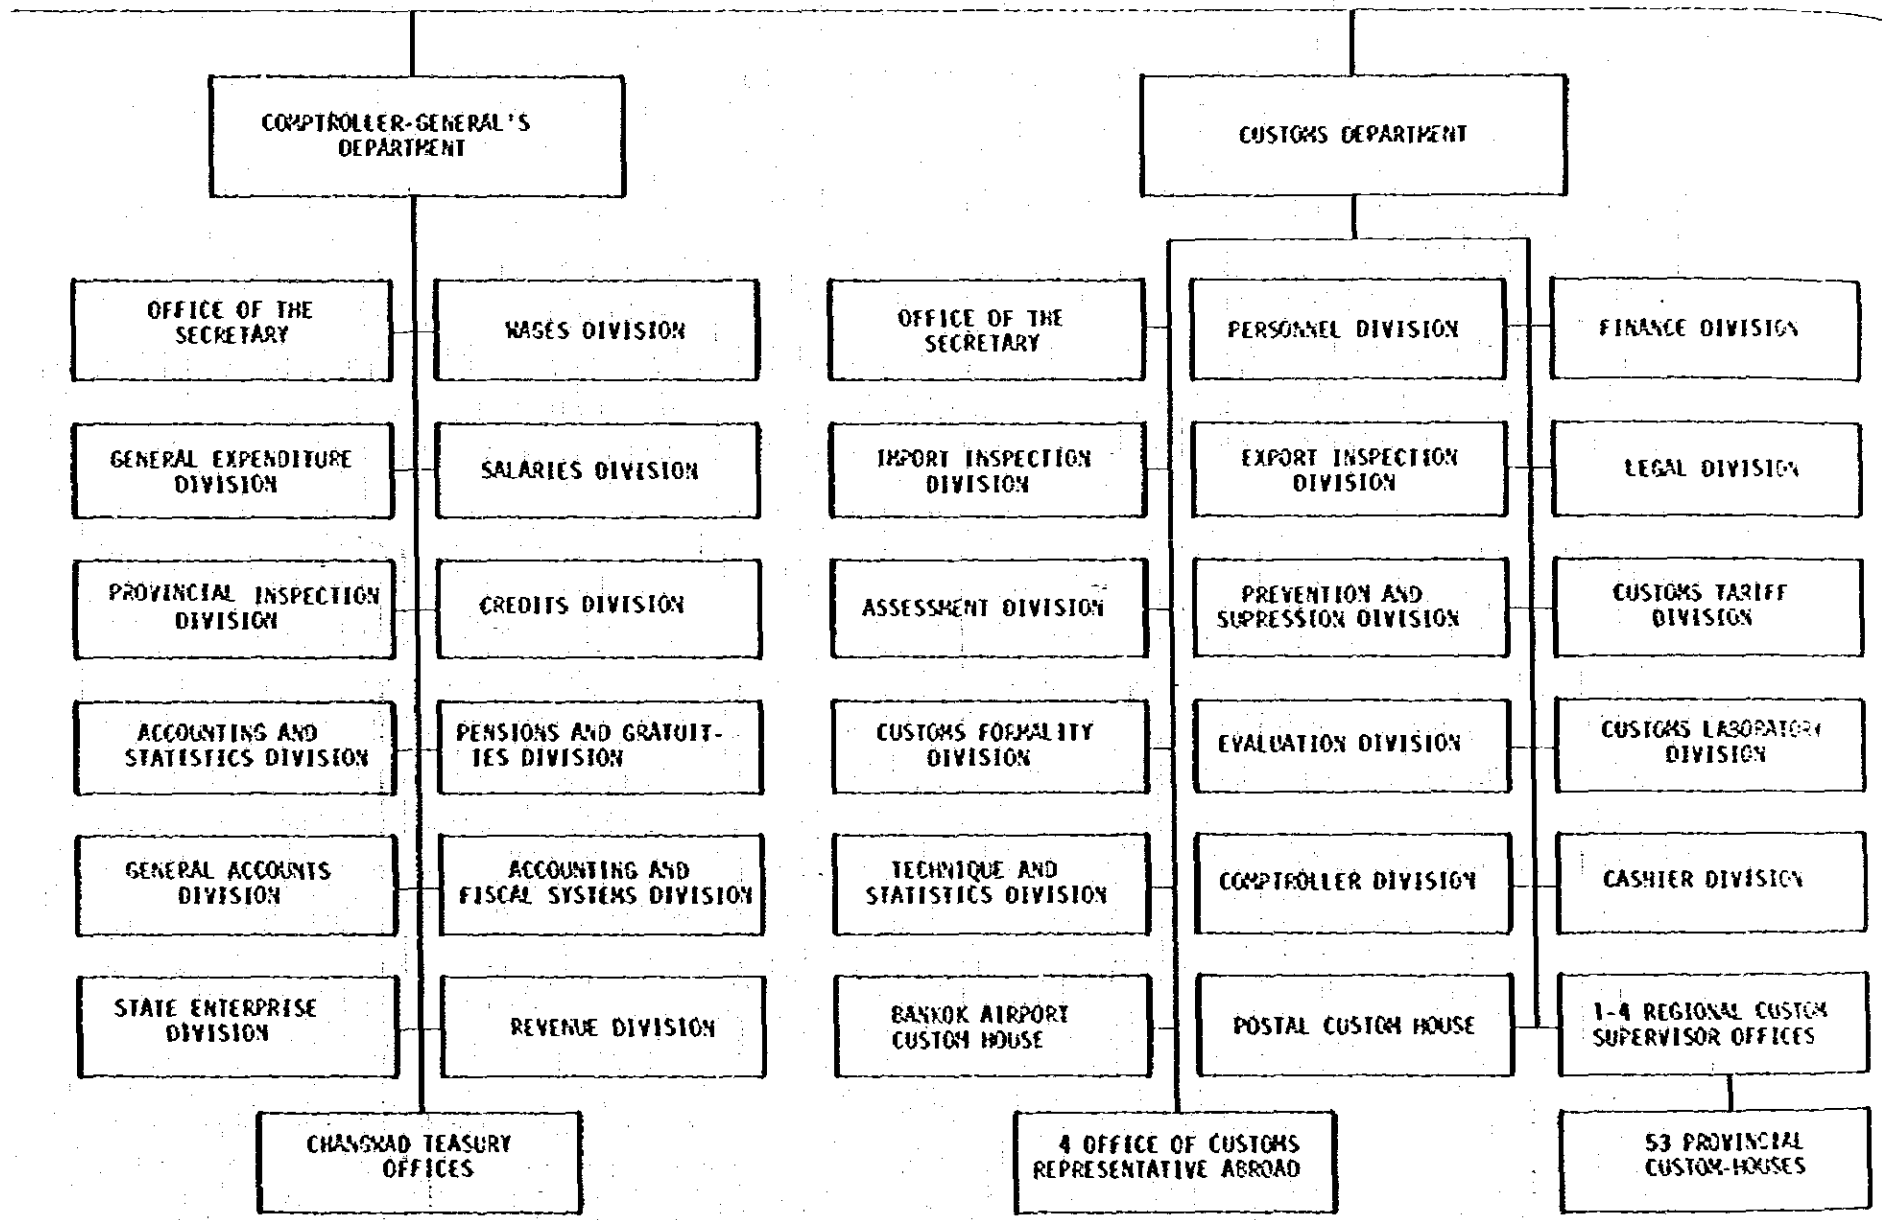 COMPTROLLER-GENERAL'S
DEPARTMENT
CUSTOMS DEPARTMENT
OFFICE OF THE
SECRETARY
WAGES DIVISION
OFFICE OF THE
SECRETARY
PERSONNEL DIVISION
FINANCE DIVISION
GENERAL EXPENDITURE
DIVISION
SALARIES DIVISION
IMPORT INSPECTION
DIVISION
EXPORT INSPECTION
DIVISION
LEGAL DIVISION
PROVINCIAL INSPECTION
DIVISION
CREDITS DIVISION
ASSESSMENT DIVISION
PREVENTION AND
SUPRESSION DIVISION
CUSTOMS TARIFF
DIVISION
ACCOUNTING AND
STATISTICS DIVISION
PENSIONS AND GRATUIT-
IES DIVISION
CUSTOMS FORMALITY
DIVISION
EVALUATION DIVISION
CUSTOMS LABORATORY
DIVISION
GENERAL ACCOUNTS
DIVISION
ACCOUNTING AND
FISCAL SYSTEMS DIVISION
TECHNIQUE AND
STATISTICS DIVISION
COMPTROLLER DIVISION
CASHIER DIVISION
STATE ENTERPRISE
DIVISION
REVENUE DIVISION
BANKOK AIRPORT
CUSTOM HOUSE
POSTAL CUSTOM HOUSE
1-4 REGIONAL CUSTOM
SUPERVISOR OFFICES
CHANGWAD TEASURY
OFFICES
4 OFFICE OF CUSTOMS
REPRESENTATIVE ABROAD
53 PROVINCIAL
CUSTOM-HOUSES